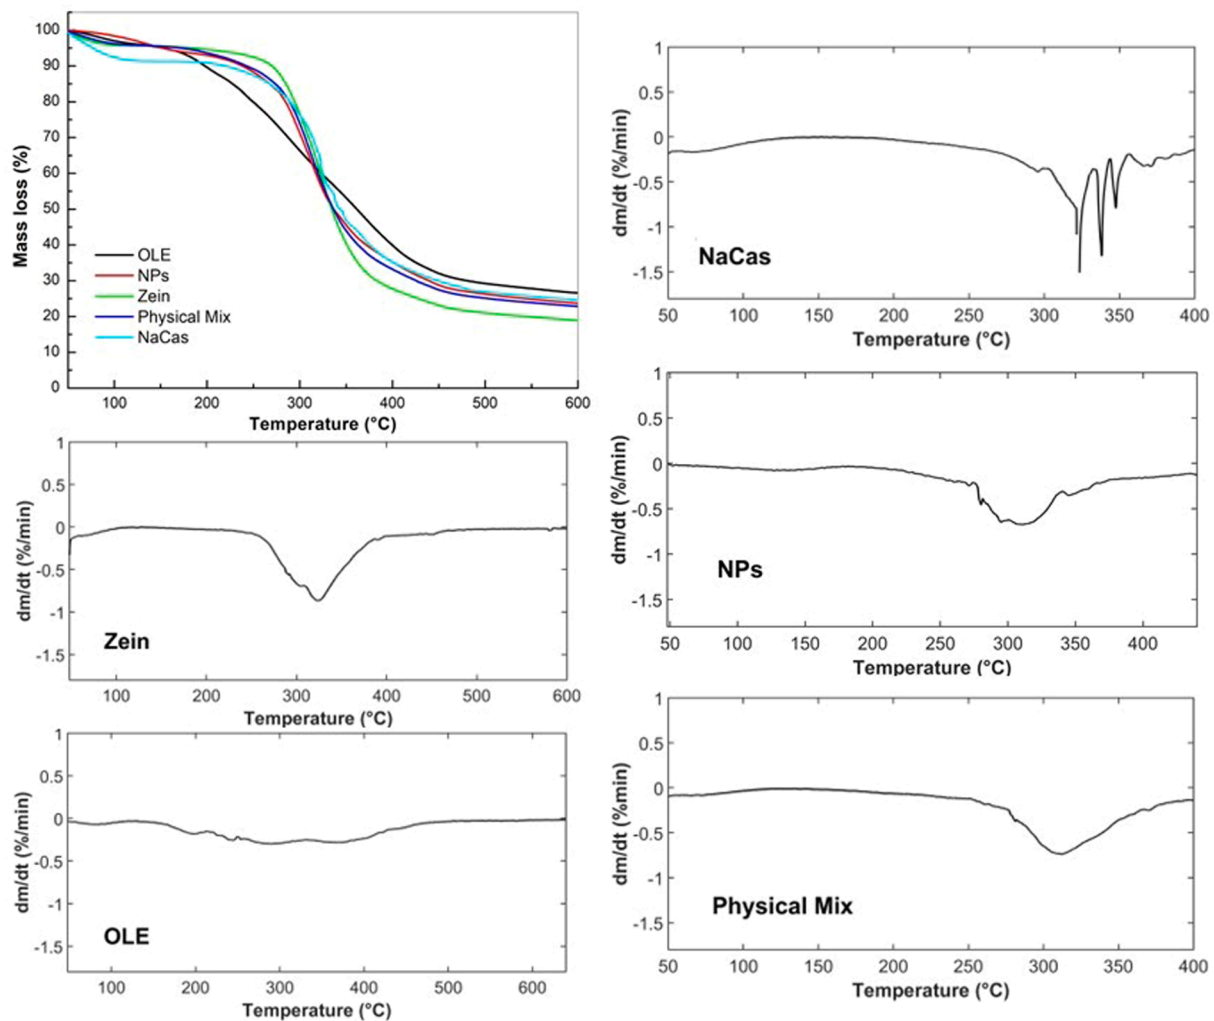 100
90
80
70
60
50
40
30
20
10
0
Mass loss (%)
OLE
NPs
Zein
Physical Mix
NaCas
100 200 300 400 500 600
Temperature (°C)
1
0.5
0
-0.5
-1
-1.5
dm/dt (%/min)
NaCas
50 100 150 200 250 300 350 400
Temperature (°C)
1
0.5
0
-0.5
-1
-1.5
dm/dt (%/min)
Zein
100 200 300 400 500 600
Temperature (°C)
1
0.5
0
-0.5
-1
-1.5
dm/dt (%/min)
NPs
50 100 150 200 250 300 350 400
Temperature (°C)
1
0.5
0
-0.5
-1
-1.5
dm/dt (%/min)
OLE
100 200 300 400 500 600
Temperature (°C)
1
0.5
0
-0.5
-1
-1.5
dm/dt (%min)
Physical Mix
50 100 150 200 250 300 350 400
Temperature (°C)